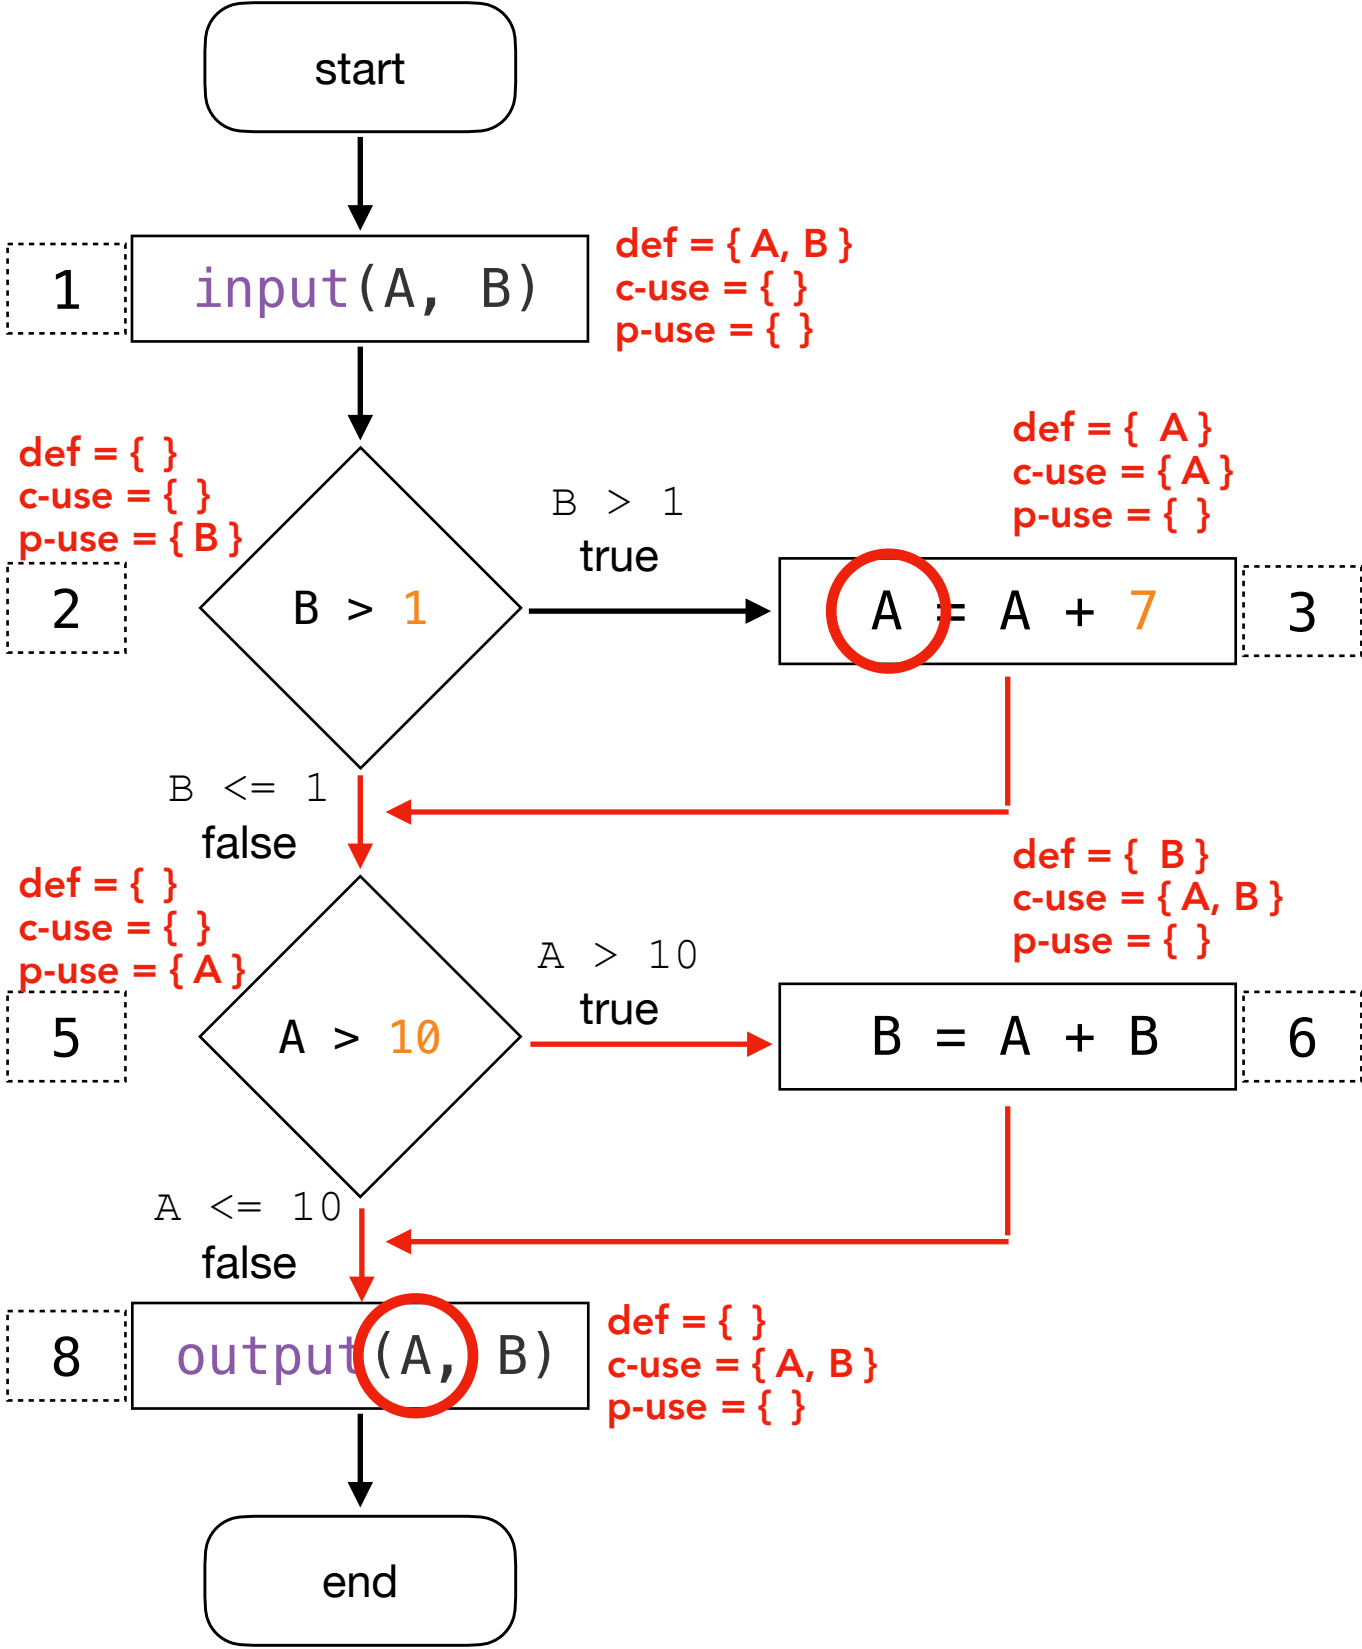 start
1
input(A, B)
def = { A, B }
c-use = { }
p-use = { }
def = { }
c-use = { }
p-use = { B }
2
B > 1
B > 1
true
def = { A }
c-use = { A }
p-use = { }
A = A + 7
3
B <= 1
false
def = { }
c-use = { }
p-use = { A }
5
A > 10
A > 10
true
def = { B }
c-use = { A, B }
p-use = { }
B = A + B
6
A <= 10
false
8
output(A, B)
def = { }
c-use = { A, B }
p-use = { }
end